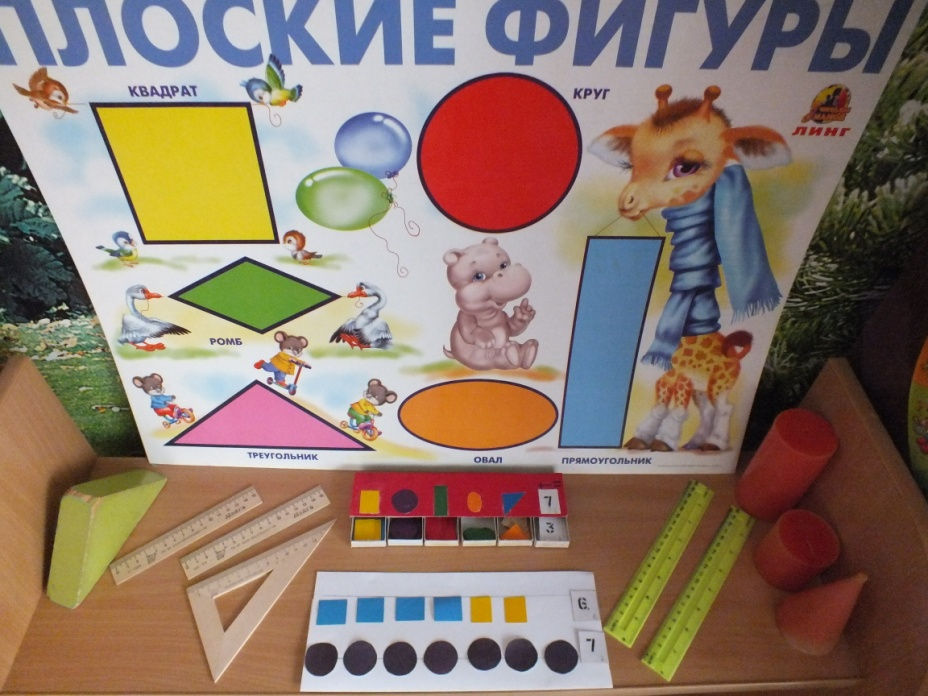 ПЛОСКИЕ ФИГУРЫ
КВАДРАТ
КРУГ
ЛИНГ
РОМБ
ТРЕУГОЛЬНИК
ОВАЛ
ПРЯМОУГОЛЬНИК
7
3
6
7